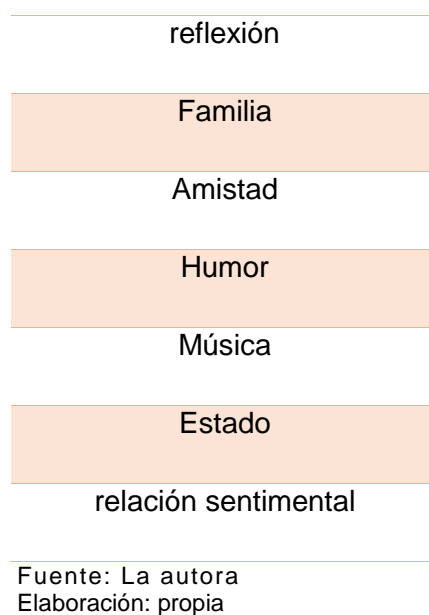 reflexión
Familia
Amistad
Humor
Música
Estado
relación sentimental
Fuente: La autora
Elaboración: propia